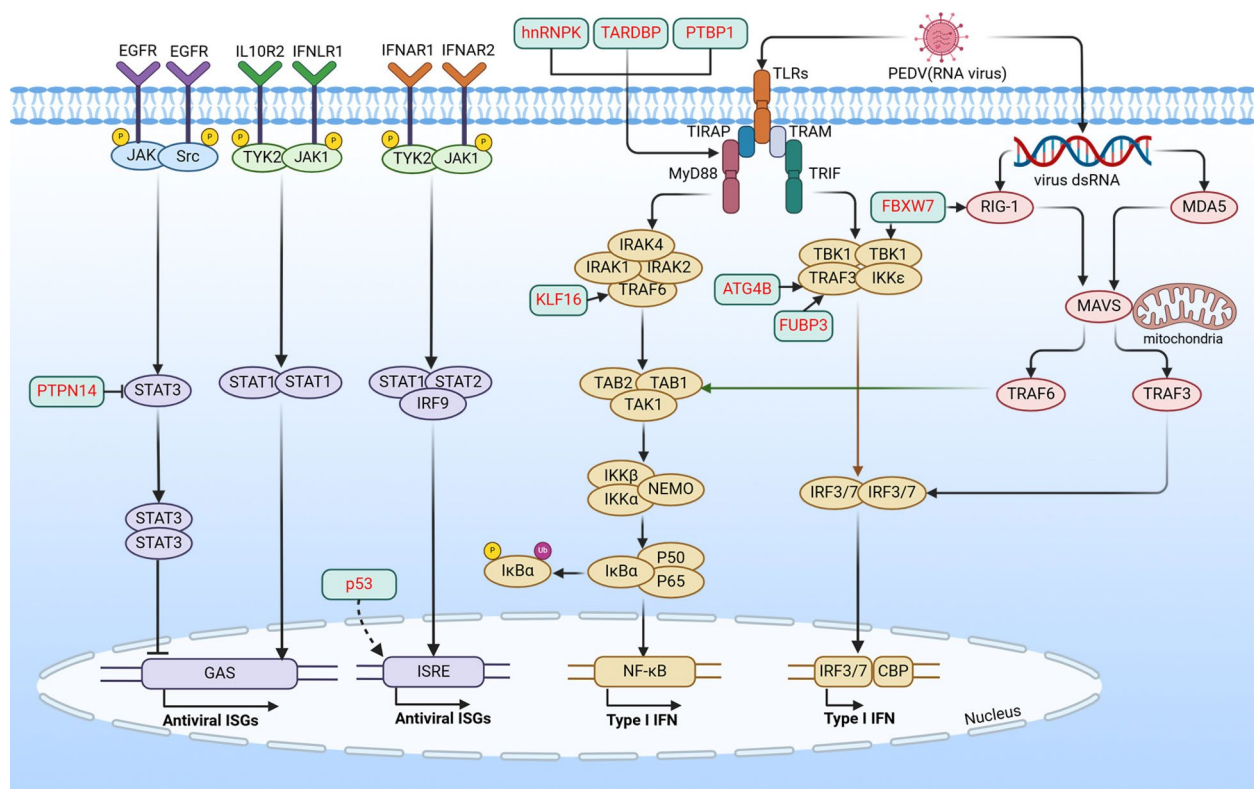 hnRNPK TARDBP PTBP1
EGFR EGFR IL10R2 IFNLR1 IFNAR1 IFNAR2
PEDV(RNA virus)
TLRs
P P P P P P
JAK Src TYK2 JAK1 TYK2 JAK1
TIRAP TRAM
MyD88 TRIF
virus dsRNA
FBXW7 RIG-1 MDA5
IRAK4
IRAK1 IRAK2
TRAF6
KLF16
TBK1 TBK1
TRAF3 IKKε
ATG4B
FUBP3
MAVS
mitochondria
PTPN14 STAT3
STAT1 STAT1
STAT1 STAT2
IRF9
TAB2 TAB1
TAK1
TRAF6 TRAF3
IKKβ
IKKα NEMO
IRF3/7 IRF3/7
STAT3
STAT3
P Ub
IκBα IκBα
P50
P65
p53
GAS ISRE NF-κB IRF3/7 CBP
Antiviral ISGs Antiviral ISGs Type I IFN Type I IFN
Nucleus